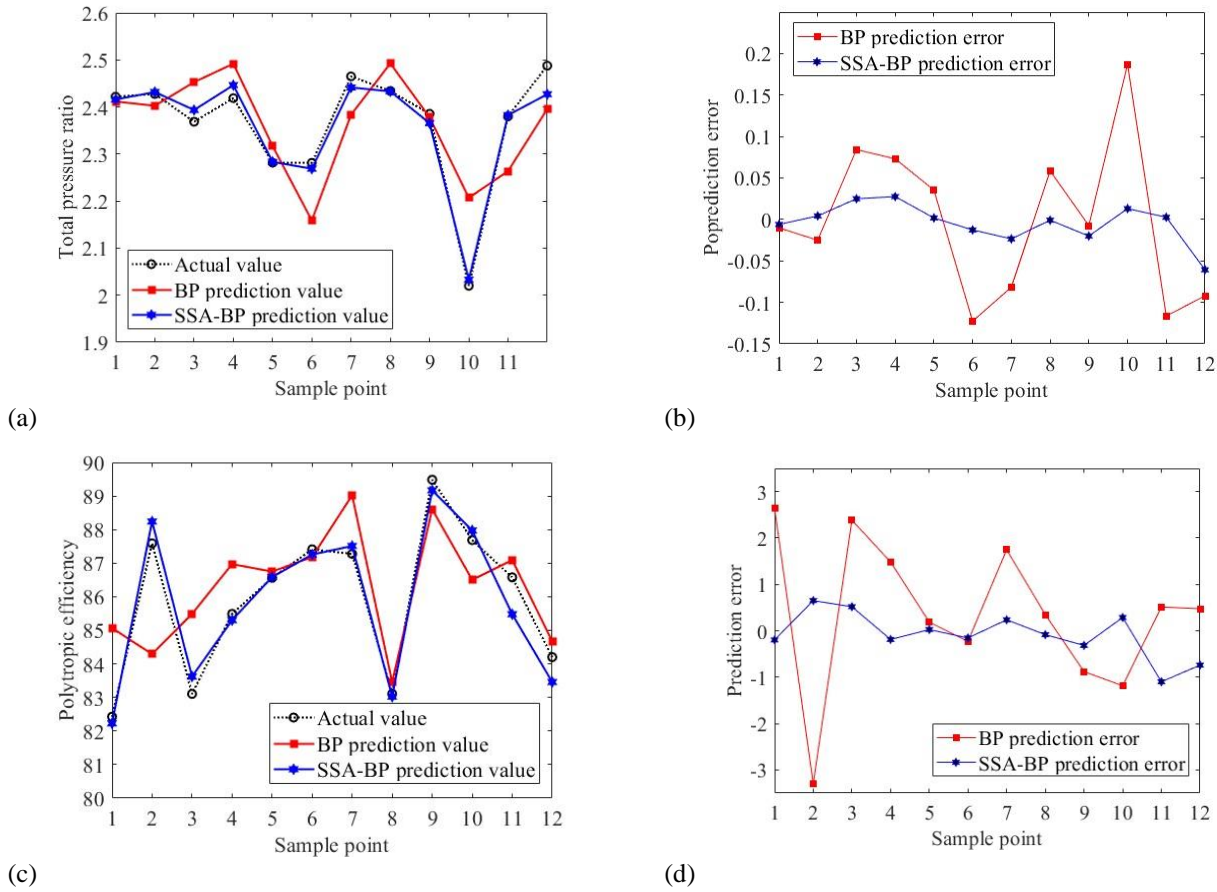 2.6
2.5
2.4
2.3
2.2
2.1
2
1.9
Total pressure ratio
Actual value
BP prediction value
SSA-BP prediction value
1 2 3 4 5 6 7 8 9 10 11
Sample point
(a)
0.2
0.15
0.1
0.05
0
-0.05
-0.1
-0.15
Poprediction error
BP prediction error
SSA-BP prediction error
1 2 3 4 5 6 7 8 9 10 11 12
Sample point
(b)
90
89
88
87
86
85
84
83
82
81
80
Polytropic efficiency
Actual value
BP prediction value
SSA-BP prediction value
1 2 3 4 5 6 7 8 9 10 11 12
Sample point
(c)
3
2
1
0
-1
-2
-3
Prediction error
BP prediction error
SSA-BP prediction error
1 2 3 4 5 6 7 8 9 10 11 12
Sample point
(d)